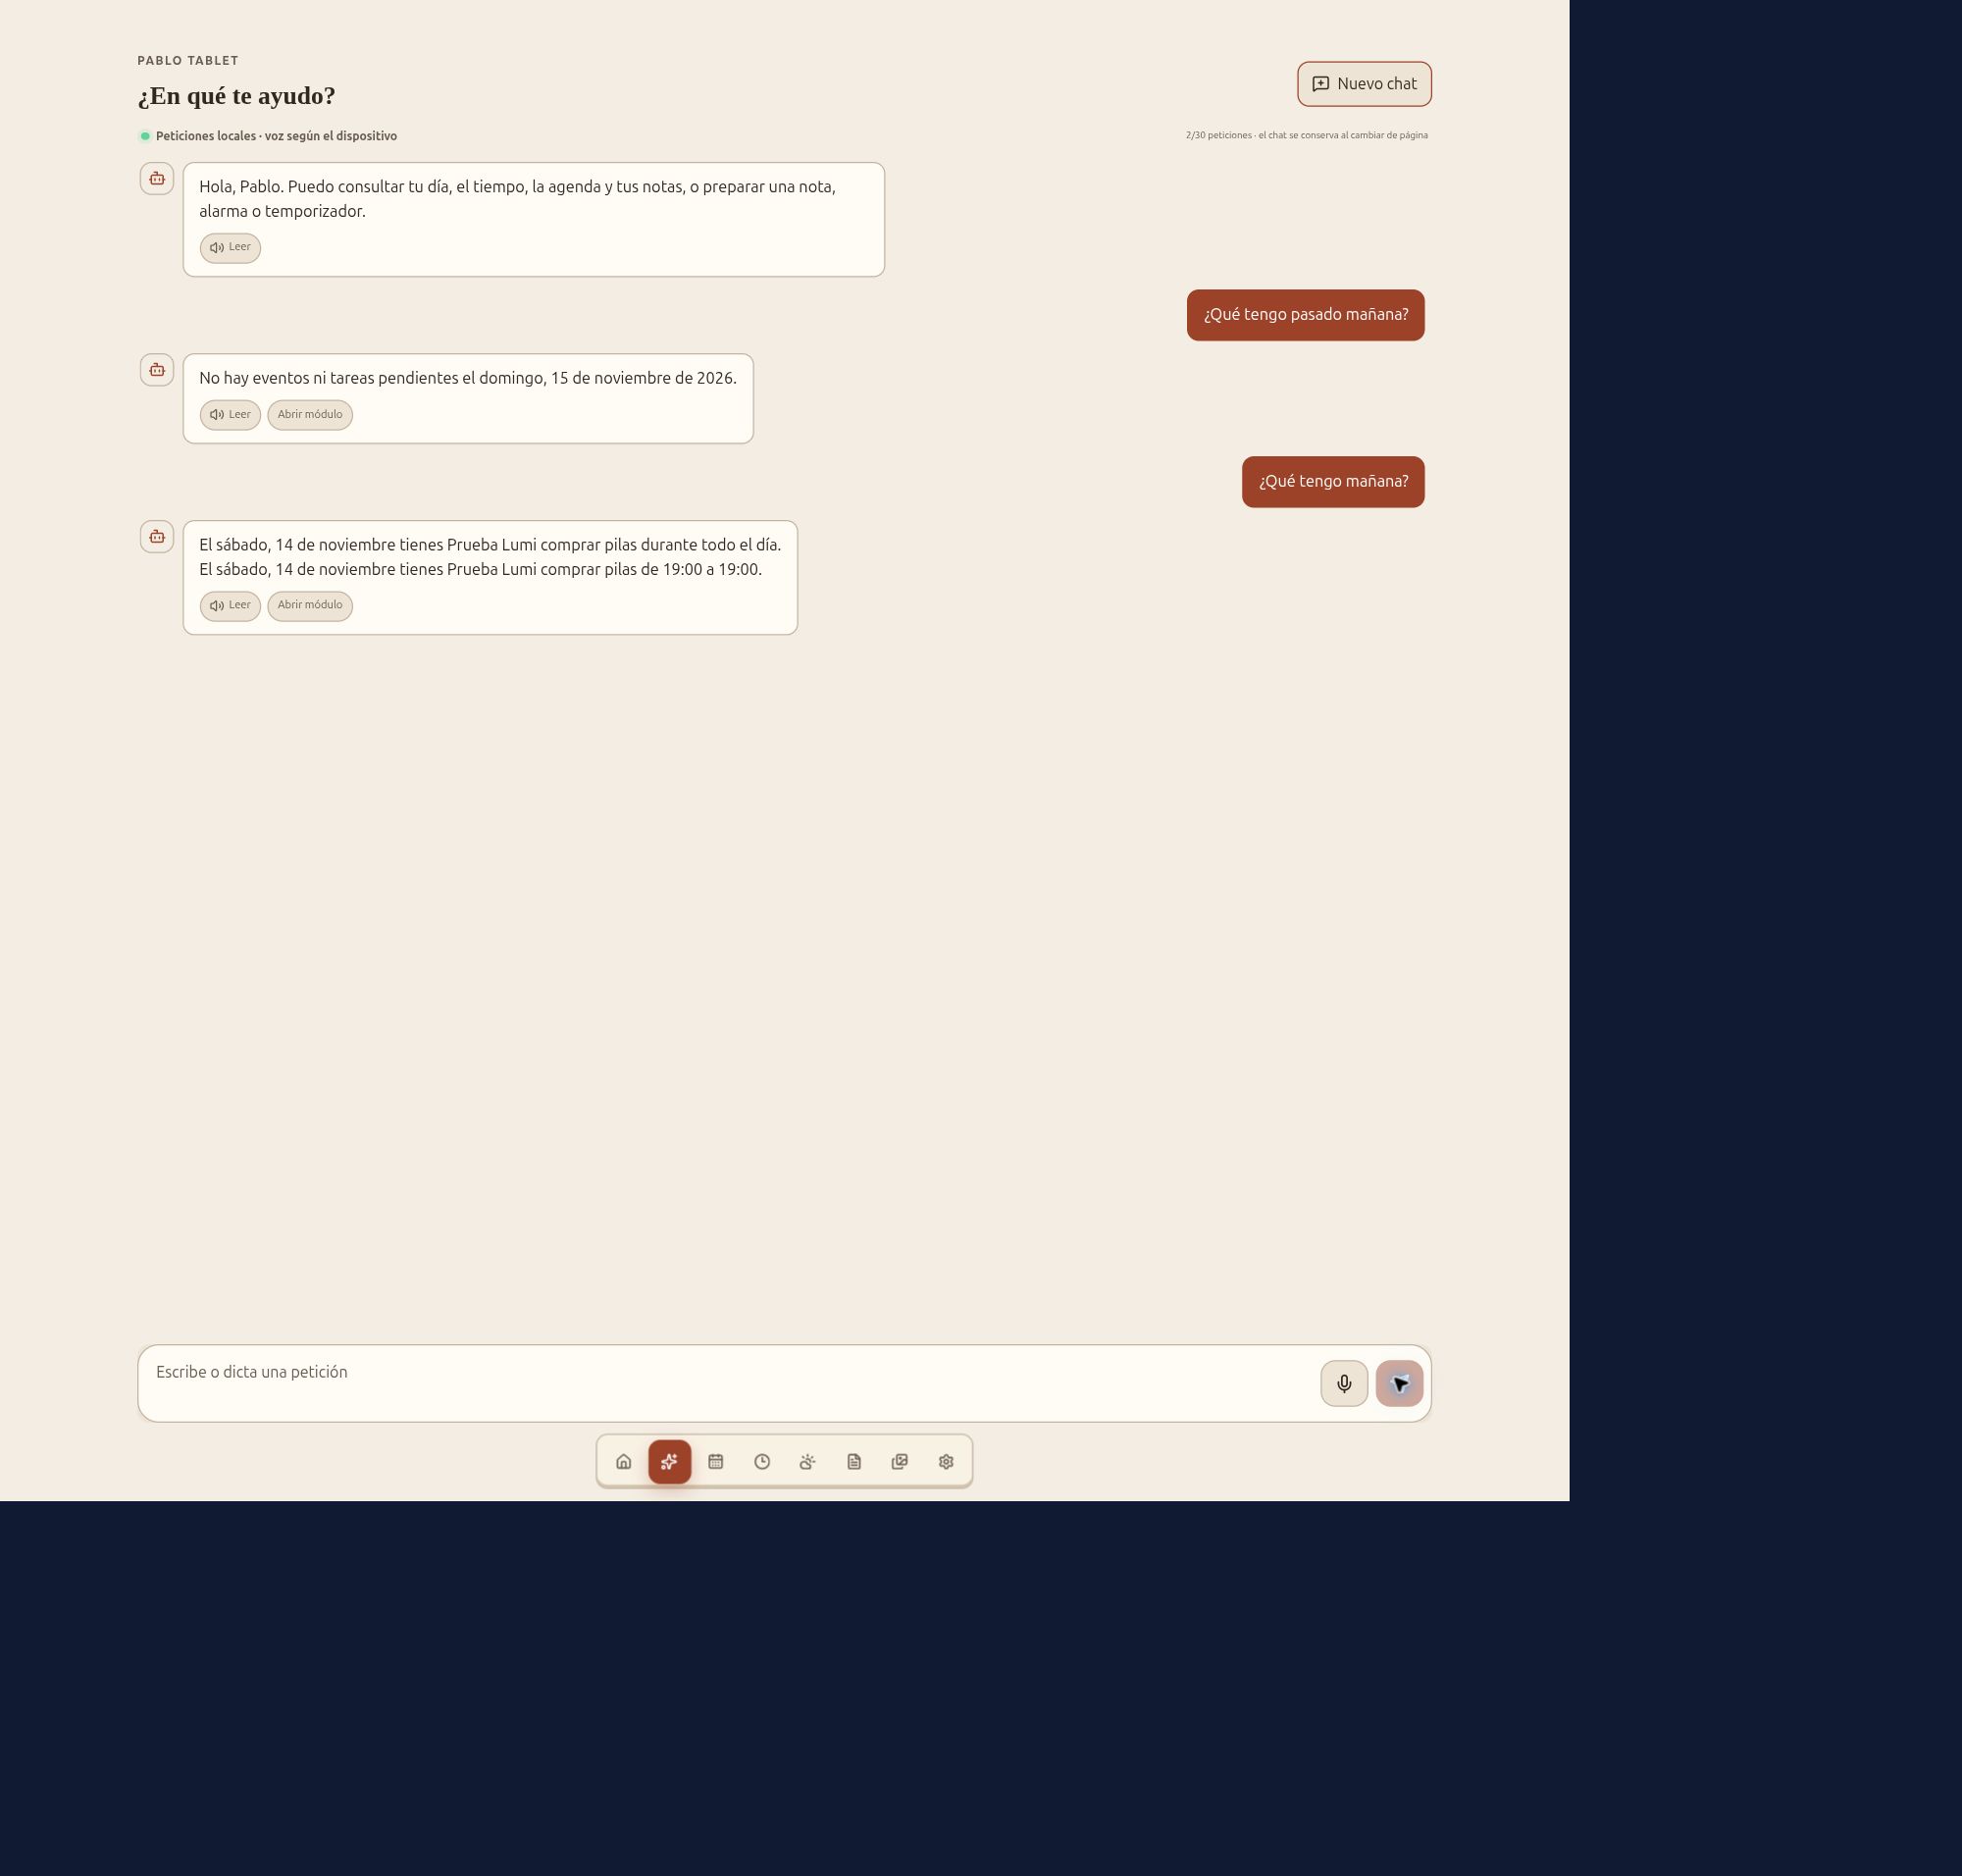 PABLO TABLET
¿En qué te ayudo?
Nuevo chat
Peticiones locales · voz según el dispositivo
2/30 peticiones · el chat se conserva al cambiar de página
Hola, Pablo. Puedo consultar tu día, el tiempo, la agenda y tus notas, o preparar una nota,
alarma o temporizador.
Leer
¿Qué tengo pasado mañana?
No hay eventos ni tareas pendientes el domingo, 15 de noviembre de 2026.
Leer Abrir módulo
¿Qué tengo mañana?
El sábado, 14 de noviembre tienes Prueba Lumi comprar pilas durante todo el día.
El sábado, 14 de noviembre tienes Prueba Lumi comprar pilas de 19:00 a 19:00.
Leer Abrir módulo
Escribe o dicta una petición